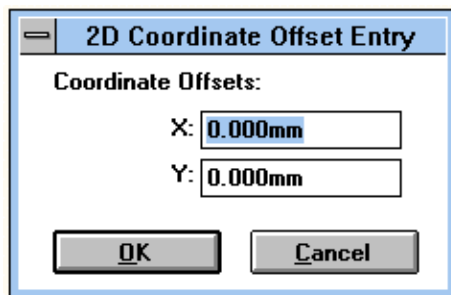 2D Coordinate Offset Entry
Coordinate Offsets:
X: 0.000mm
Y: 0.000mm
OK Cancel